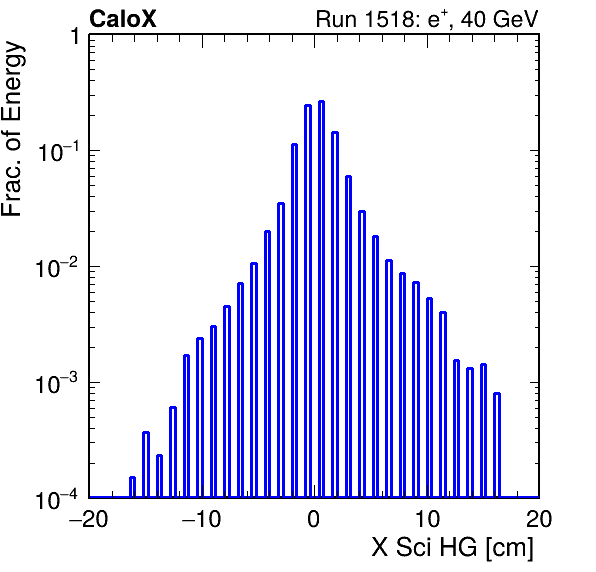 CaloX Run 1518: e⁺, 40 GeV
Frac. of Energy
1
10⁻¹
10⁻²
10⁻³
10⁻⁴
−20 −10 0 10 20
X Sci HG [cm]